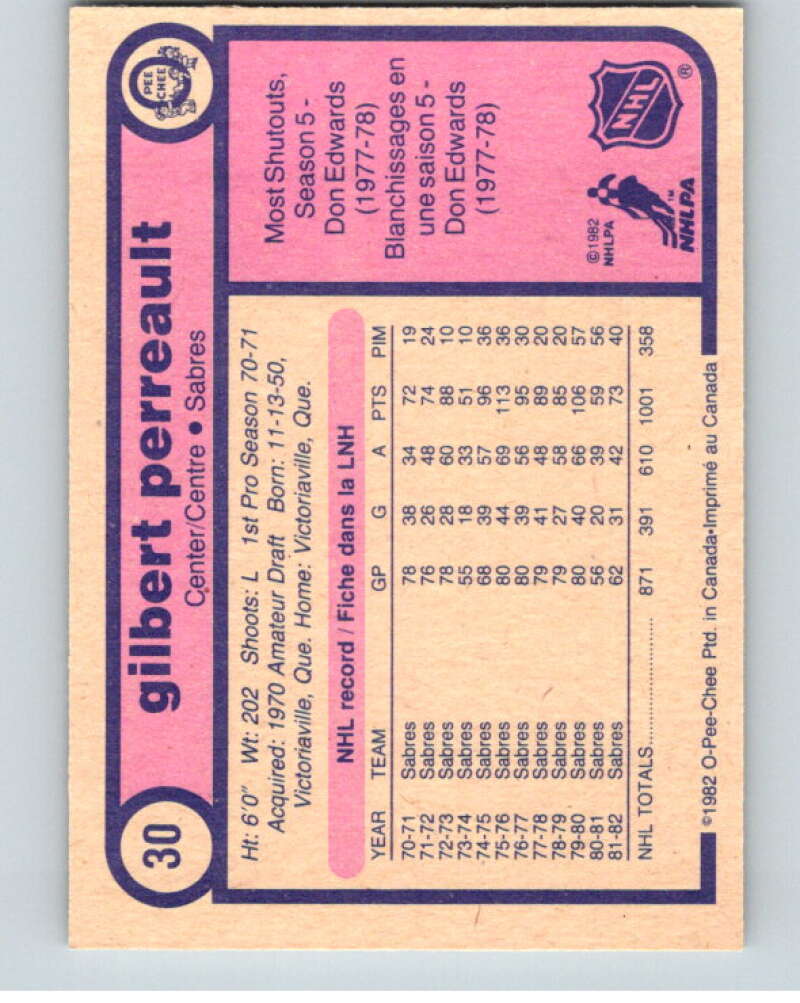 30
gilbert perreault
Center/Centre • Sabres
O
PEE
CHEE
Ht: 6'0" Wt: 202 Shoots: L 1st Pro Season 70-71
Acquired: 1970 Amateur Draft Born: 11-13-50,
Victoriaville, Que. Home: Victoriaville, Que.
NHL record / Fiche dans la LNH
YEAR TEAM GP G A PTS PIM
70-71 Sabres 78 38 34 72 19
71-72 Sabres 76 26 48 74 24
72-73 Sabres 78 28 60 88 10
73-74 Sabres 55 18 33 51 10
74-75 Sabres 68 39 57 96 36
75-76 Sabres 80 44 69 113 36
76-77 Sabres 80 39 56 95 30
77-78 Sabres 79 41 48 89 20
78-79 Sabres 79 27 58 85 20
79-80 Sabres 80 40 66 106 57
80-81 Sabres 56 20 39 59 56
81-82 Sabres 62 31 42 73 40
NHL TOTALS.................... 871 391 610 1001 358
©1982 O-Pee-Chee Ptd. in Canada•Imprimé au Canada
Most Shutouts,
Season 5 -
Don Edwards
(1977-78)
Blanchissages en
une saison 5 -
Don Edwards
(1977-78)
©1982
NHLPA
™
NHLPA
NHL
®